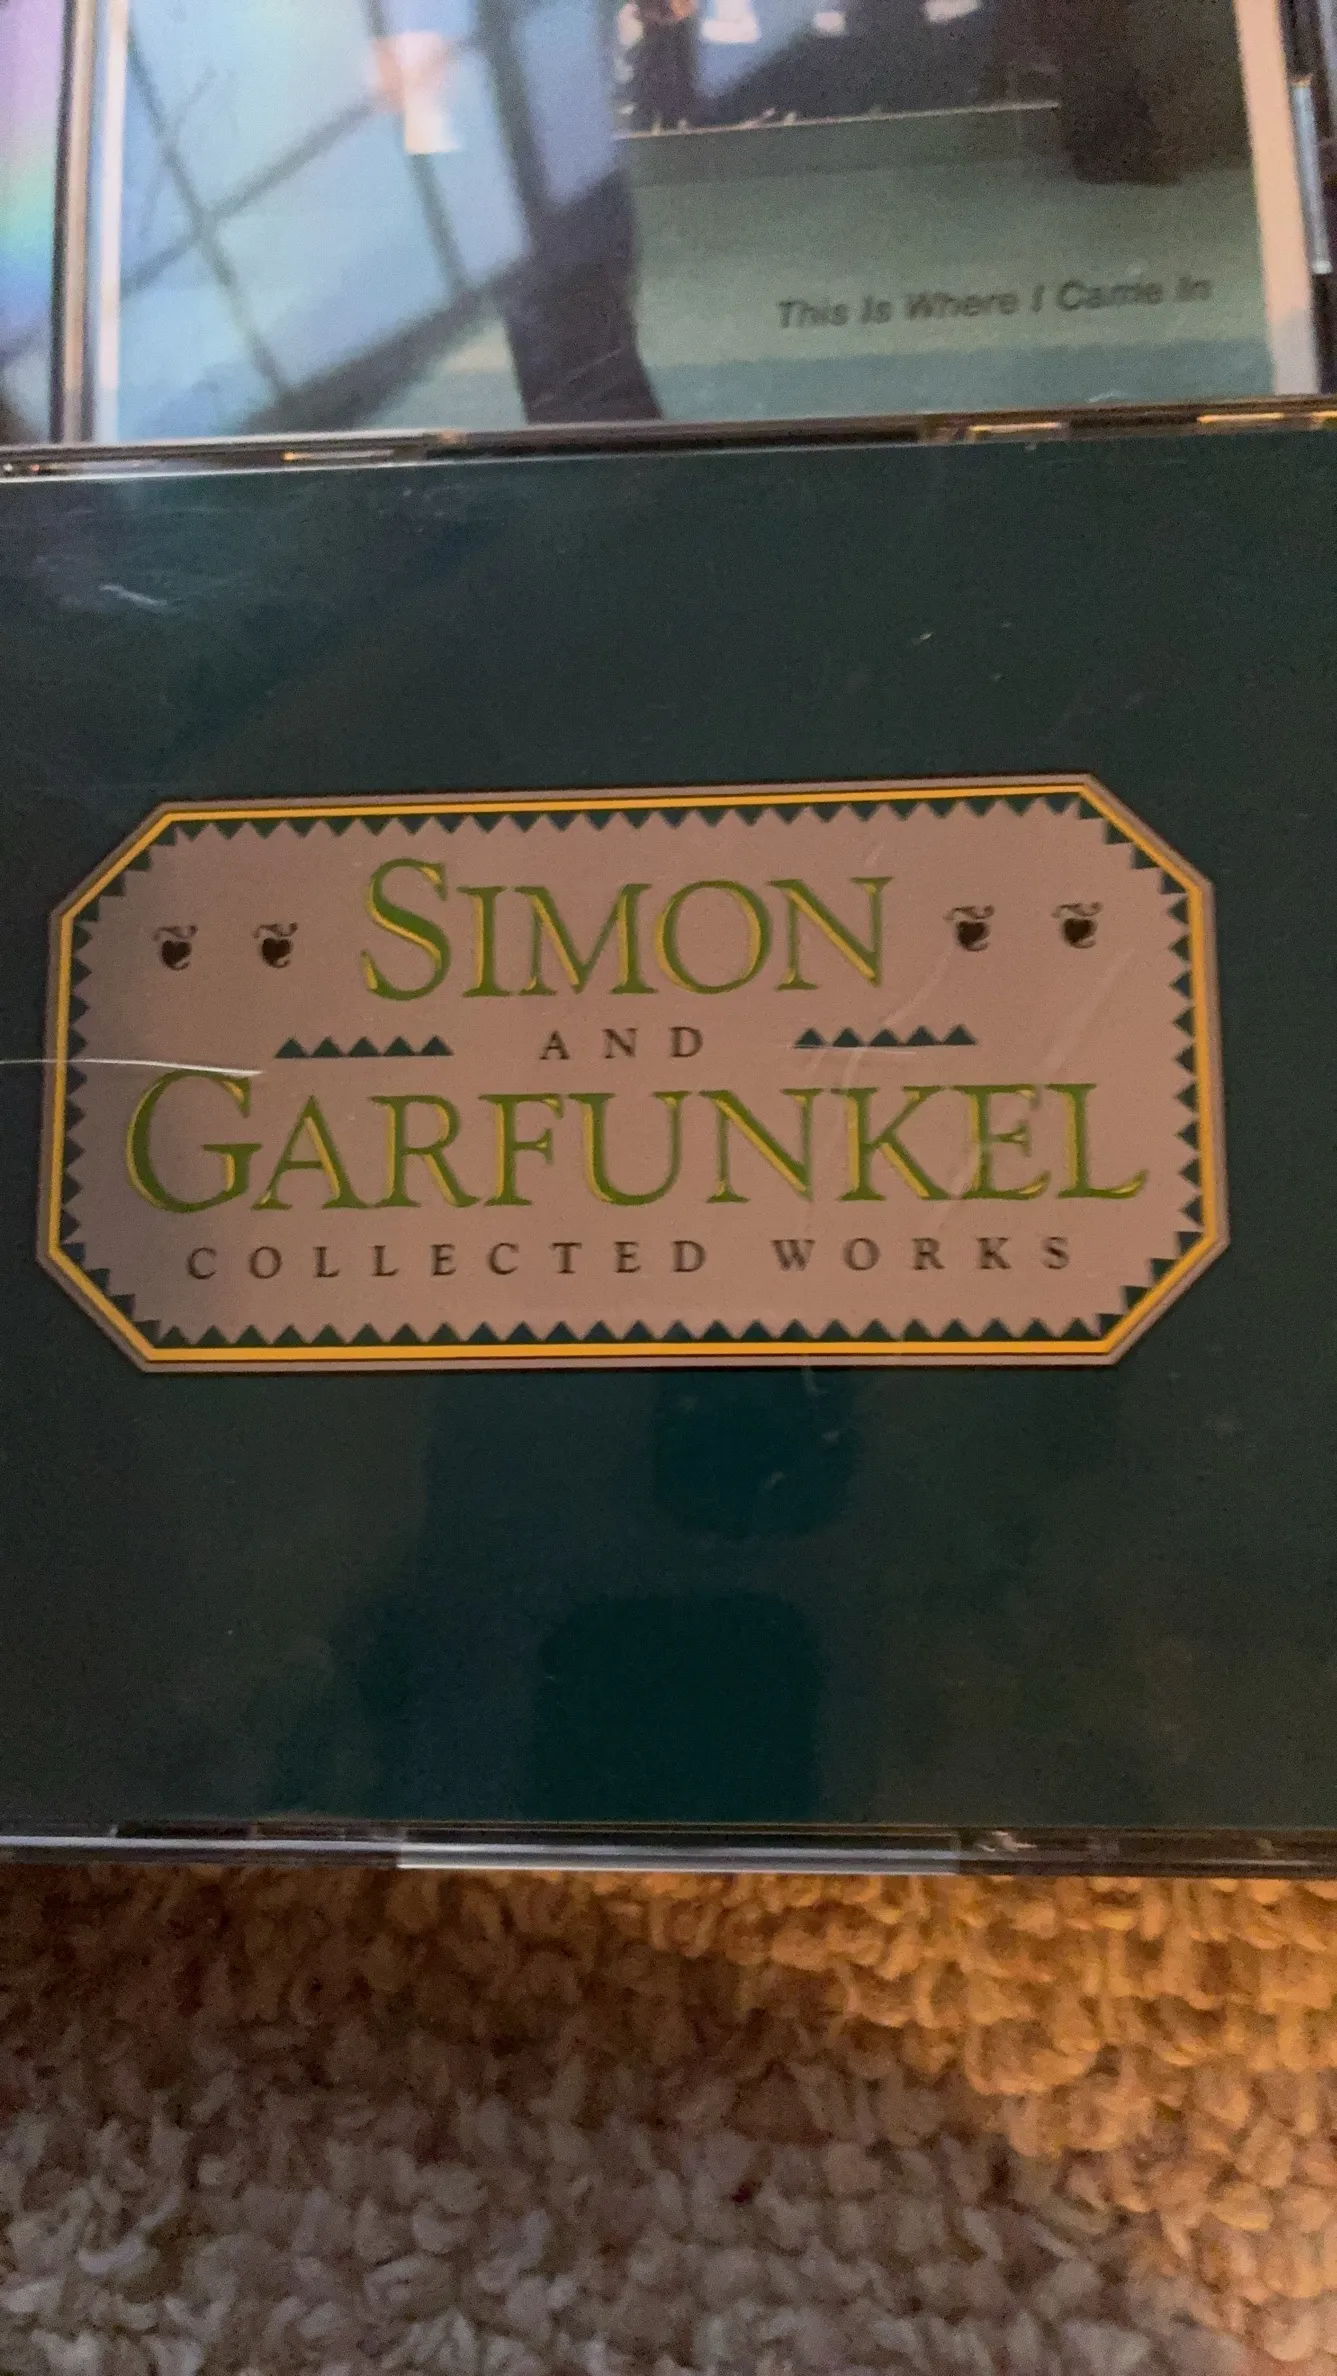 This Is Where I Came In
SIMON
AND
GARFUNKEL
COLLECTED WORKS